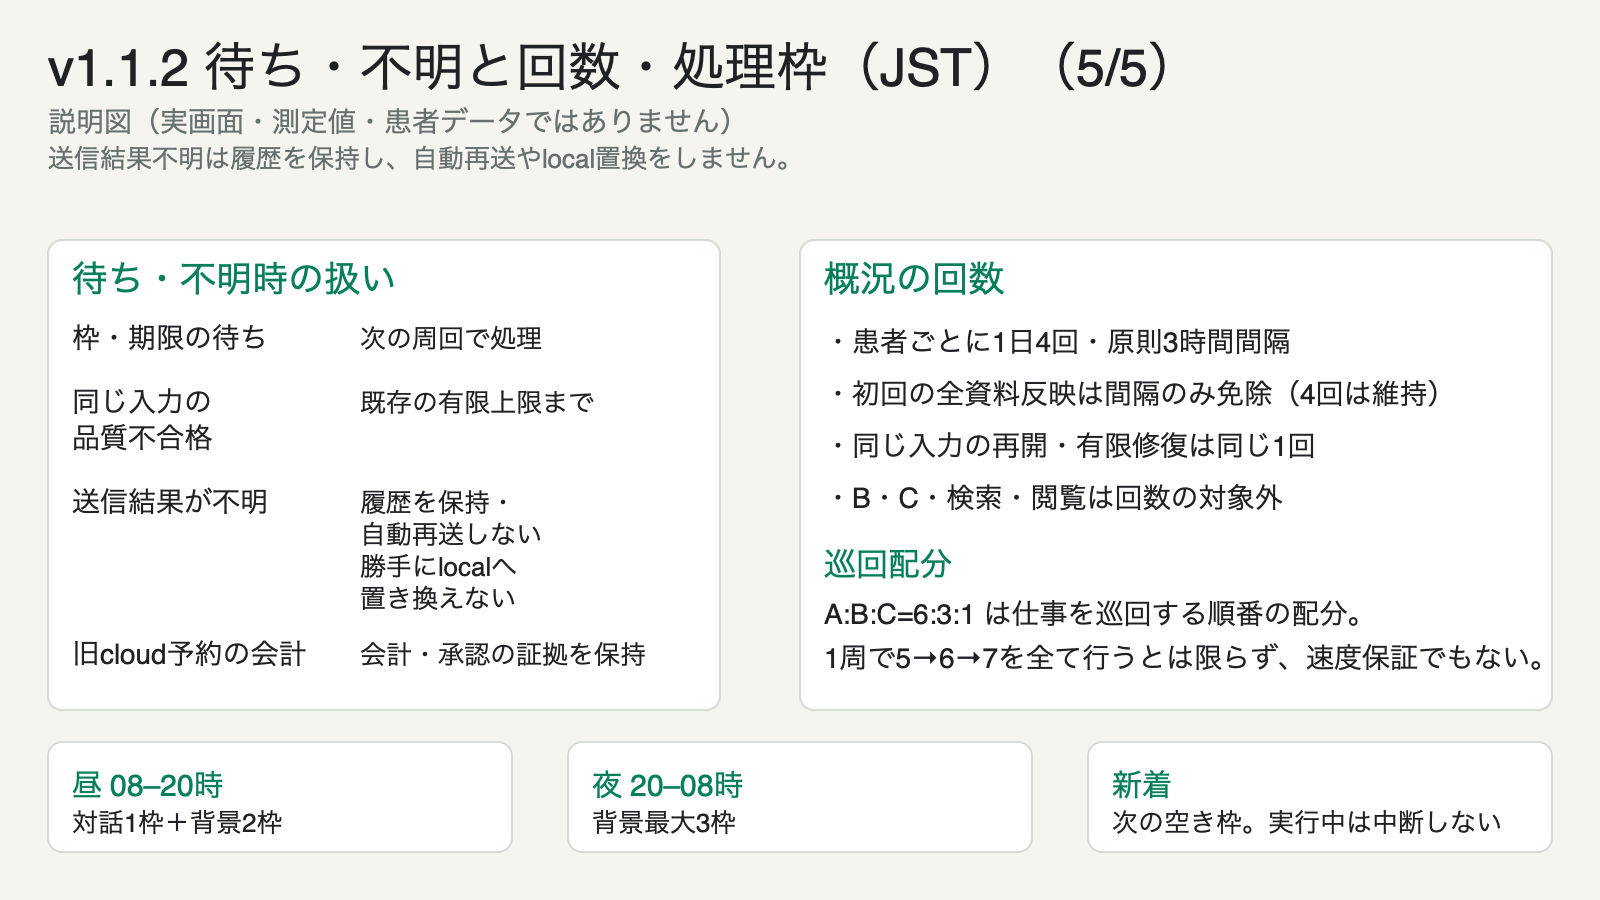 v1.1.2 待ち・不明と回数・処理枠（JST）（5/5）
説明図（実画面・測定値・患者データではありません）
送信結果不明は履歴を保持し、自動再送やlocal置換をしません。
待ち・不明時の扱い
枠・期限の待ち 次の周回で処理
同じ入力の 既存の有限上限まで
品質不合格
送信結果が不明 履歴を保持・
自動再送しない
勝手にlocalへ
置き換えない
旧cloud予約の会計 会計・承認の証拠を保持
概況の回数
・患者ごとに1日4回・原則3時間間隔
・初回の全資料反映は間隔のみ免除（4回は維持）
・同じ入力の再開・有限修復は同じ1回
・B・C・検索・閲覧は回数の対象外
巡回配分
A:B:C=6:3:1 は仕事を巡回する順番の配分。
1周で5→6→7を全て行うとは限らず、速度保証でもない。
昼 08–20時
対話1枠＋背景2枠
夜 20–08時
背景最大3枠
新着
次の空き枠。実行中は中断しない